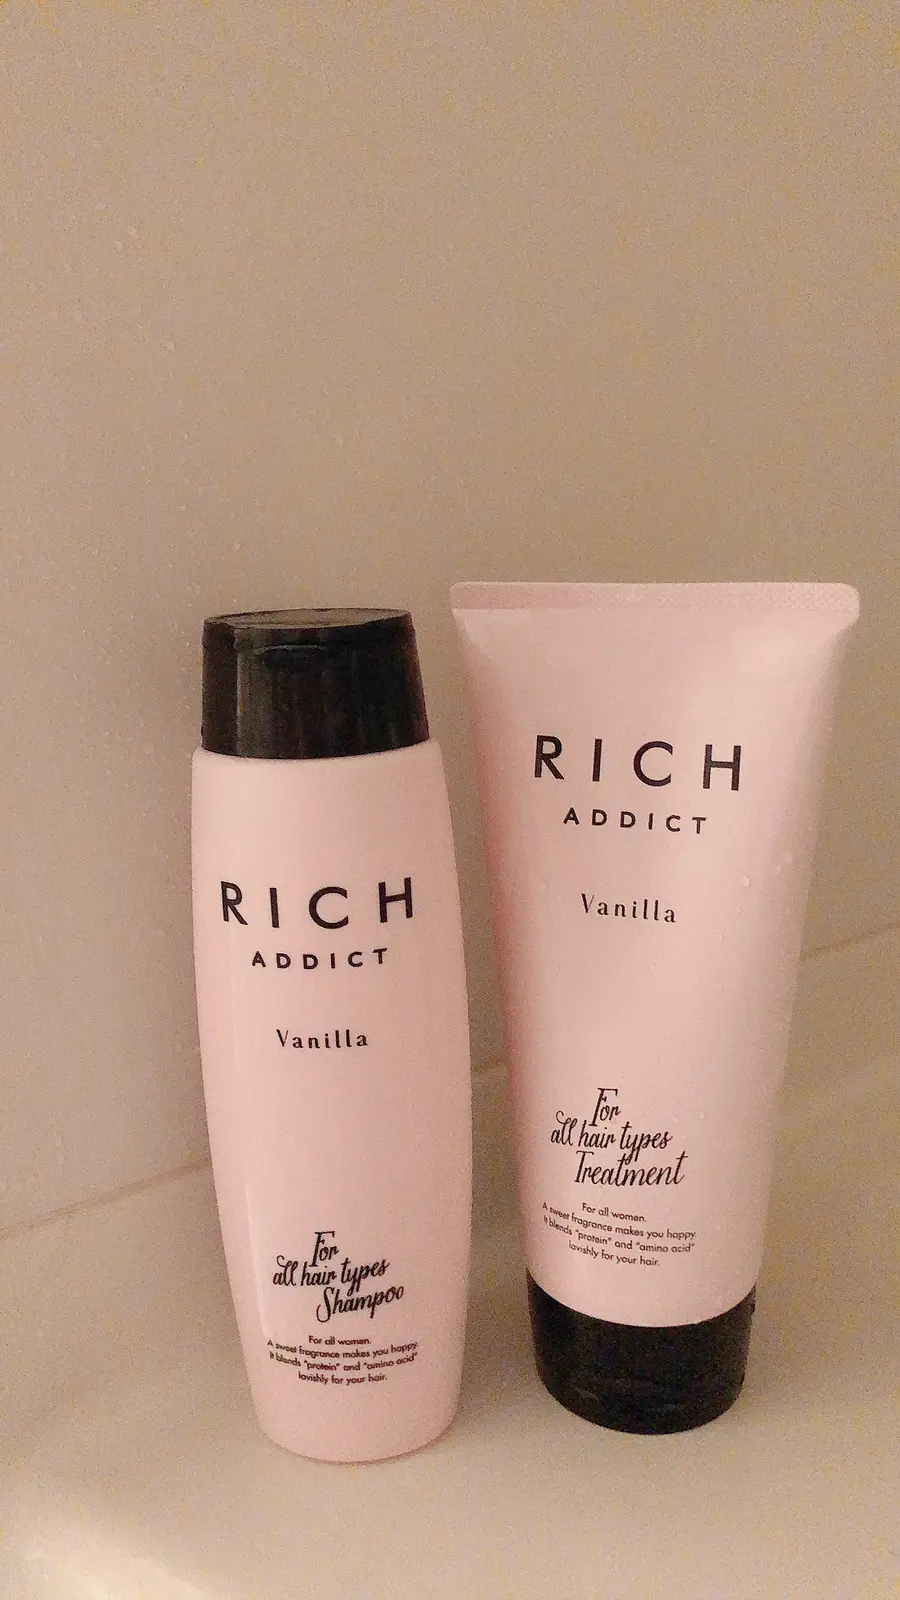 RICH
ADDICT
Vanilla
For
all hair types
Shampoo
For all women.
A sweet fragrance makes you happy.
It blends "protein" and "amino acid"
lavishly for your hair.
RICH
ADDICT
Vanilla
For
all hair types
Treatment
For all women.
A sweet fragrance makes you happy.
It blends "protein" and "amino acid"
lavishly for your hair.